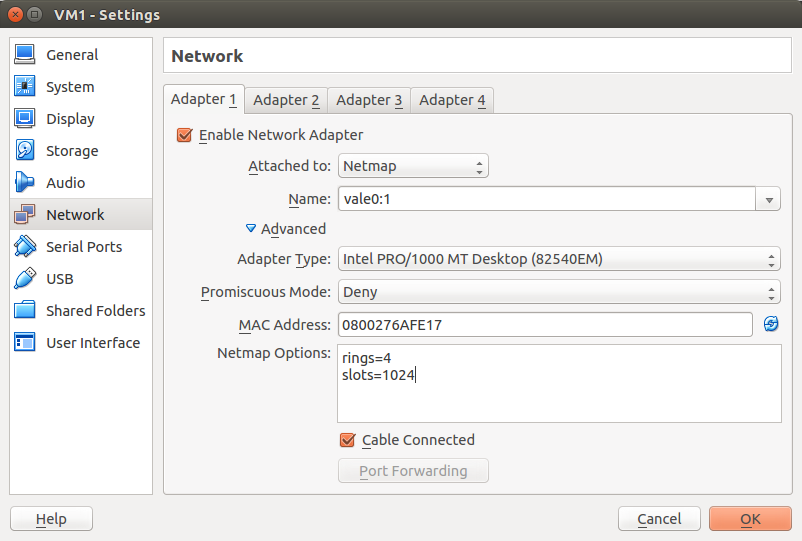 VM1 - Settings
General
System
Display
Storage
Audio
Network
Serial Ports
USB
Shared Folders
User Interface
Network
Adapter 1 Adapter 2 Adapter 3 Adapter 4
Enable Network Adapter
Attached to: Netmap
Name: vale0:1
Advanced
Adapter Type: Intel PRO/1000 MT Desktop (82540EM)
Promiscuous Mode: Deny
MAC Address: 0800276AFE17
Netmap Options: rings=4
slots=1024
Cable Connected
Port Forwarding
Help Cancel OK